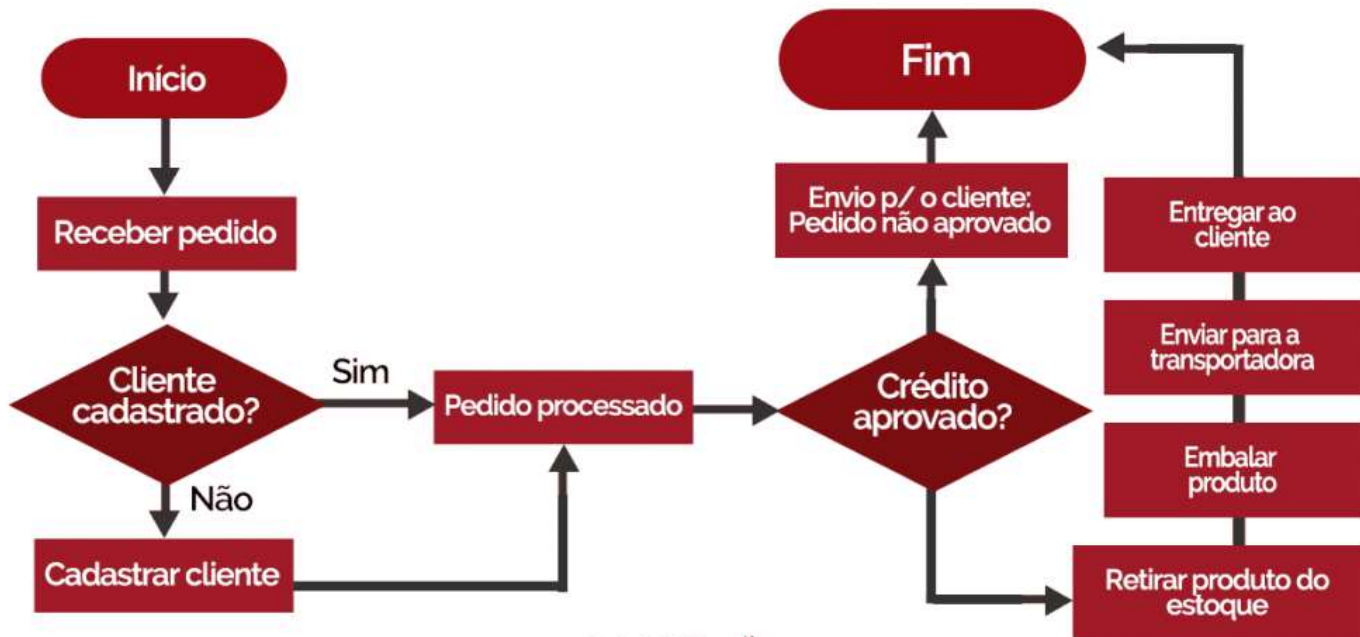 Início
Receber pedido
Cliente
cadastrado?
Sim
Não
Cadastrar cliente
Pedido processado
Crédito
aprovado?
Envio p/ o cliente:
Pedido não aprovado
Fim
Retirar produto do
estoque
Embalar
produto
Enviar para a
transportadora
Entregar ao
cliente